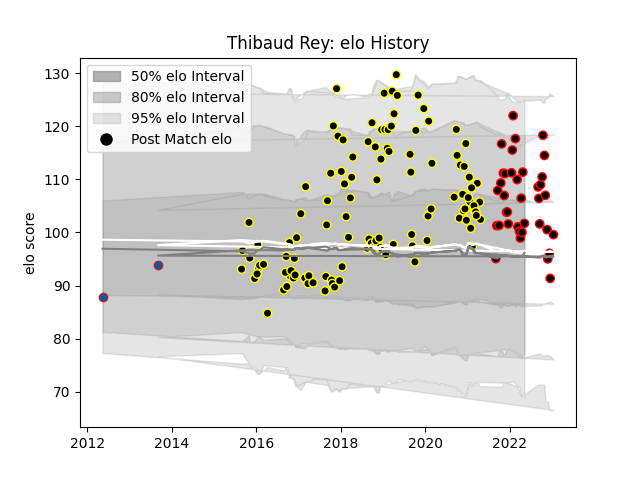 Thibaud Rey: elo History
50% elo Interval
80% elo Interval
95% elo Interval
Post Match elo
elo score
130
120
110
100
90
80
70
2012
2014
2016
2018
2020
2022